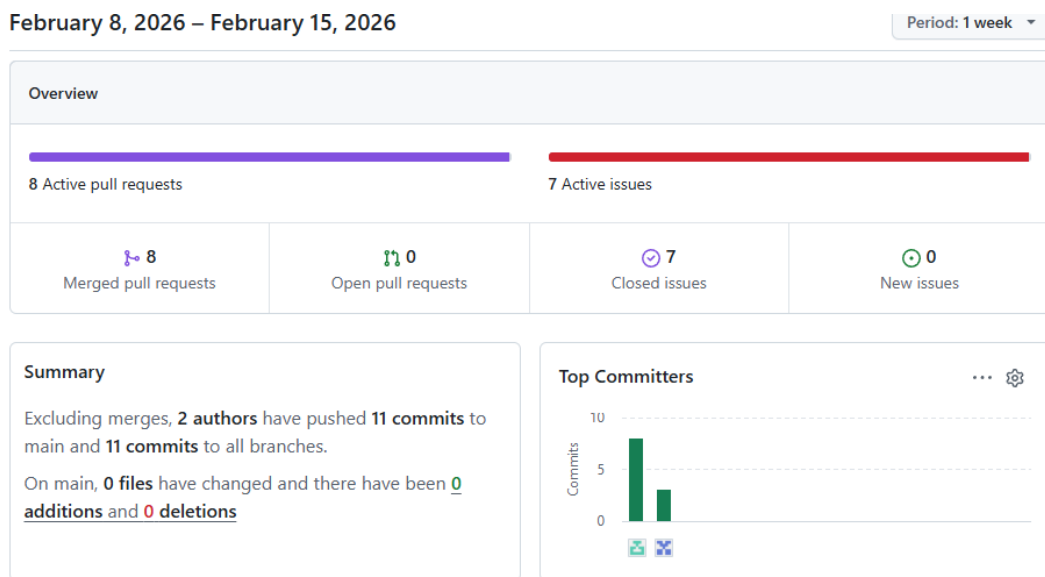 February 8, 2026 – February 15, 2026
Period: 1 week
Overview
8 Active pull requests
7 Active issues
8
Merged pull requests
0
Open pull requests
7
Closed issues
0
New issues
Summary
Excluding merges, 2 authors have pushed 11 commits to
main and 11 commits to all branches.
On main, 0 files have changed and there have been 0
additions and 0 deletions
Top Committers
10
5
0
Commits